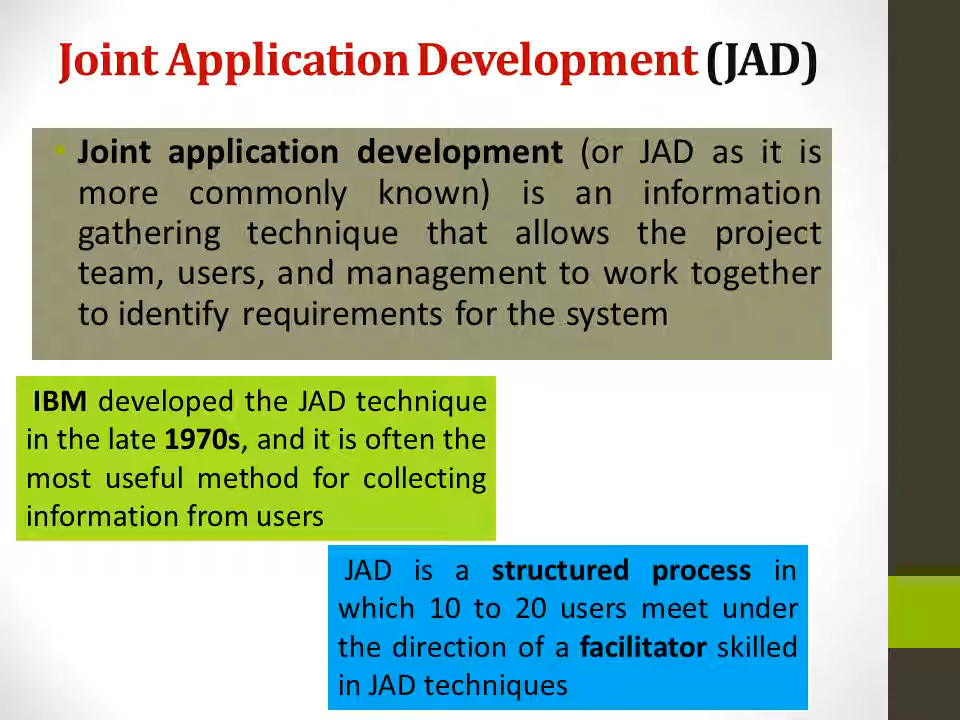 Joint Application Development (JAD)
• Joint application development (or JAD as it is
more commonly known) is an information
gathering technique that allows the project
team, users, and management to work together
to identify requirements for the system
IBM developed the JAD technique
in the late 1970s, and it is often the
most useful method for collecting
information from users
JAD is a structured process in
which 10 to 20 users meet under
the direction of a facilitator skilled
in JAD techniques